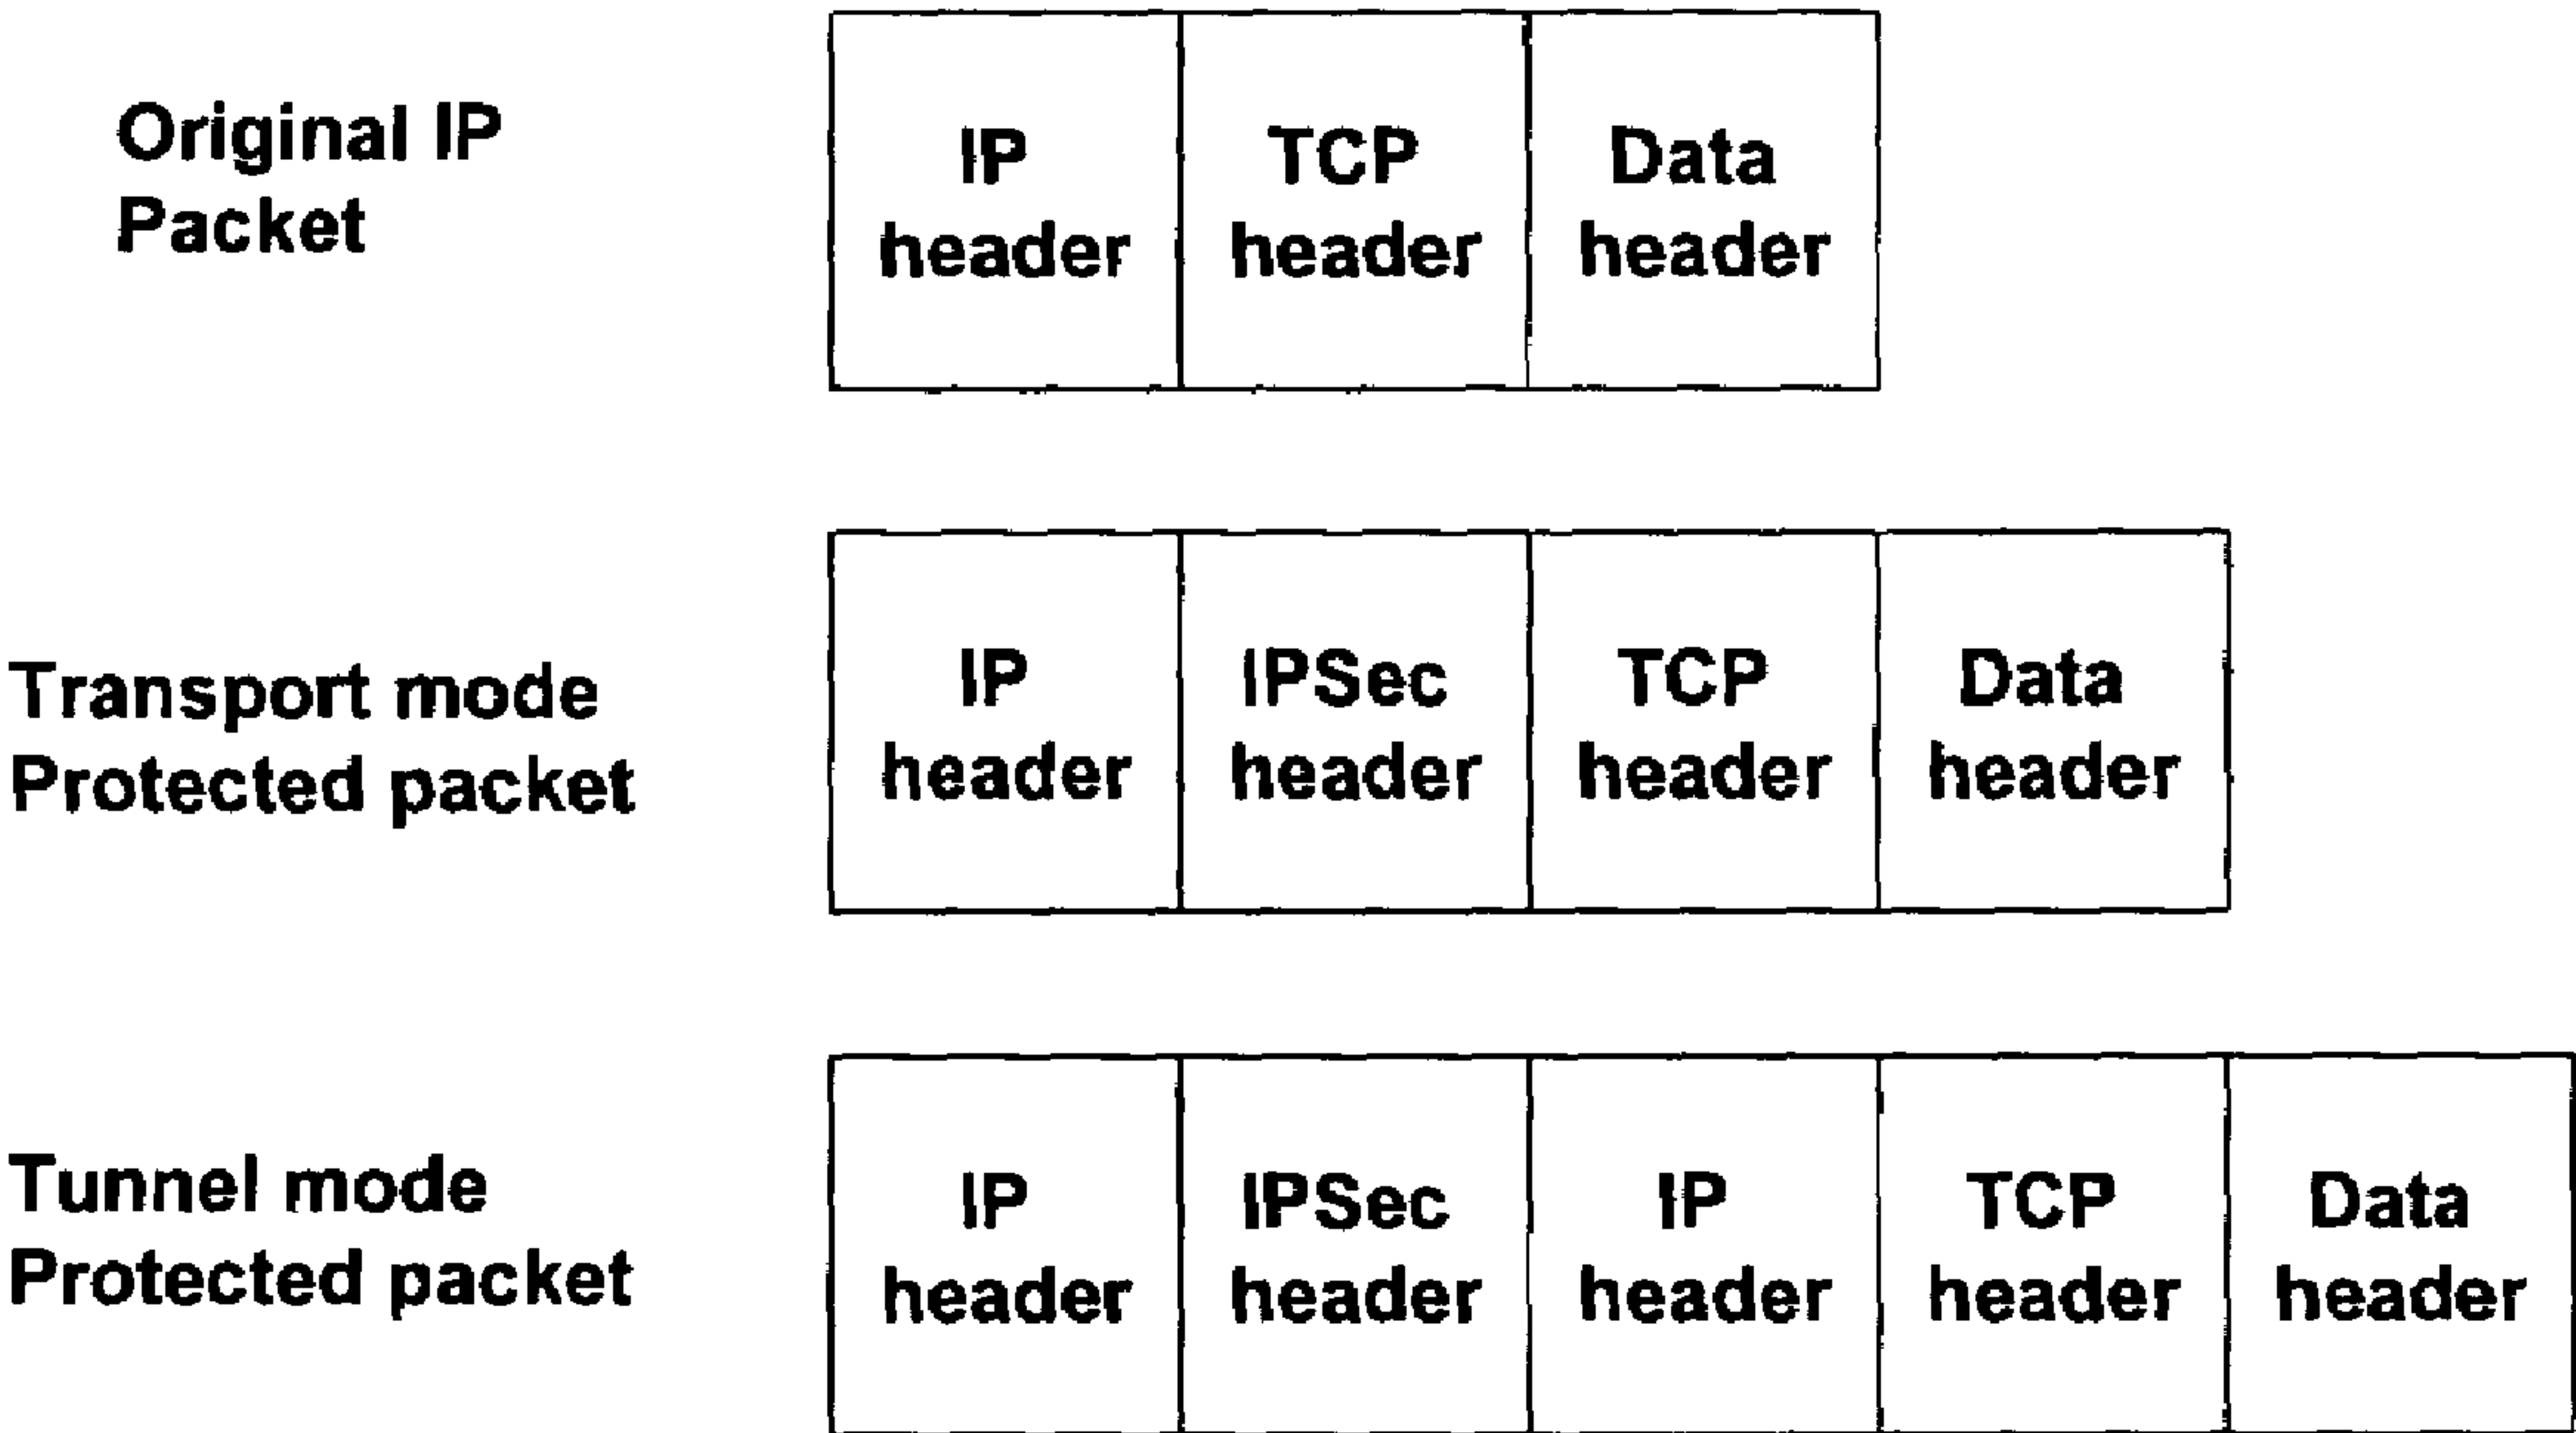 Original IP
Packet
IP
header
TCP
header
Data
header
Transport mode
Protected packet
IP
header
IPSec
header
TCP
header
Data
header
Tunnel mode
Protected packet
IP
header
IPSec
header
IP
header
TCP
header
Data
header